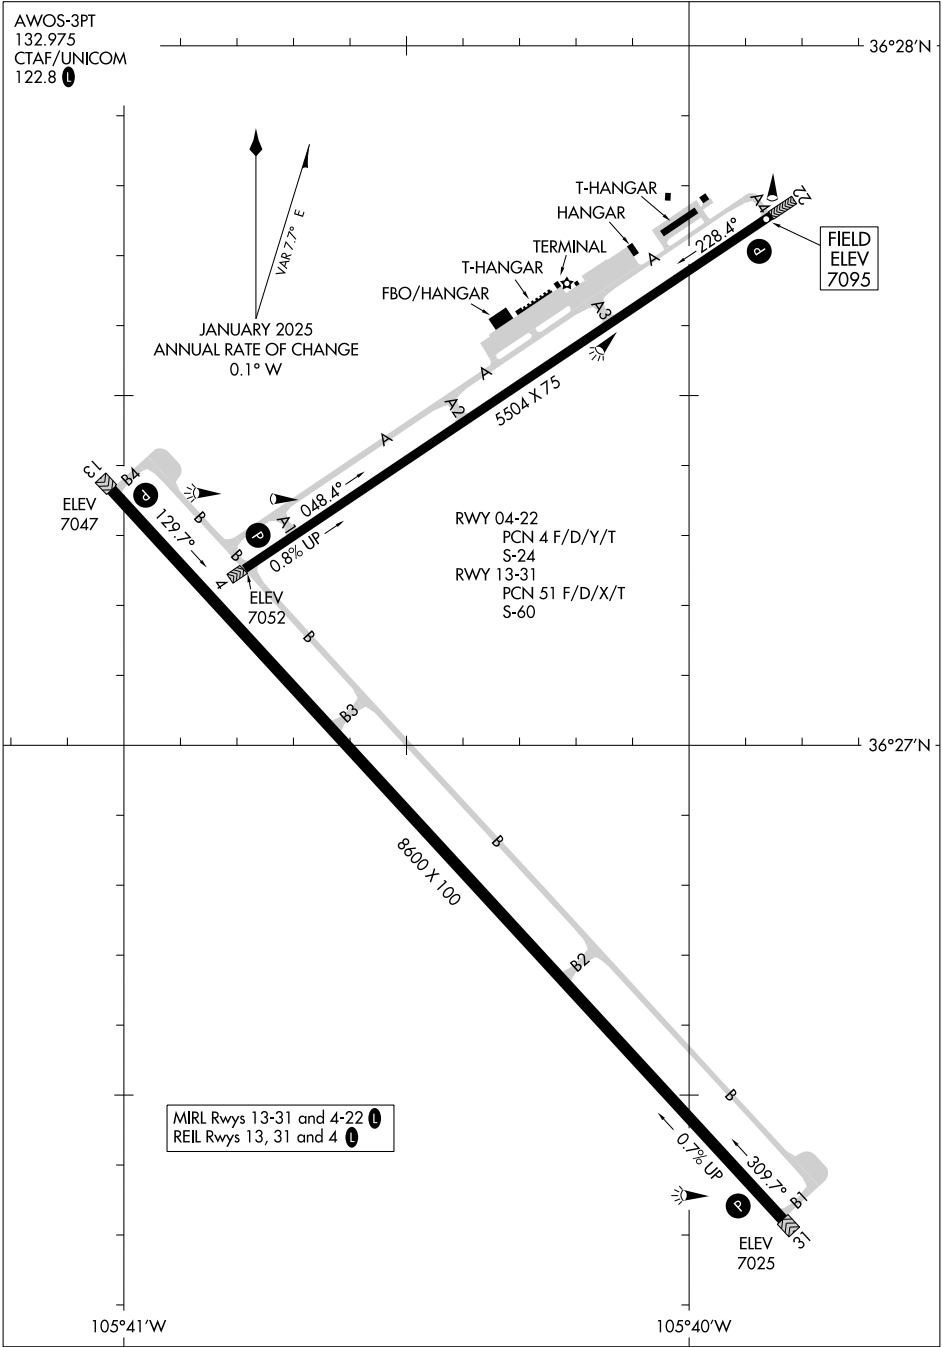 AWOS-3PT
132.975
CTAF/UNICOM
122.8 L
36°28'N
VAR 7.7° E
JANUARY 2025
ANNUAL RATE OF CHANGE
0.1° W
T-HANGAR
HANGAR
TERMINAL
T-HANGAR
FBO/HANGAR
A4
22
228.4°
A
P
FIELD
ELEV
7095
A3
A
5504 X 75
A2
A
13
B4
P
ELEV
7047
129.7°
B
048.4°
A1
P
B
0.8% UP
4
ELEV
7052
RWY 04-22
PCN 4 F/D/Y/T
S-24
RWY 13-31
PCN 51 F/D/X/T
S-60
B
B3
36°27'N
B
8600 X 100
B2
B
MIRL Rwys 13-31 and 4-22 L
REIL Rwys 13, 31 and 4 L
0.7% UP
309.7°
B1
P
31
ELEV
7025
105°41'W
105°40'W